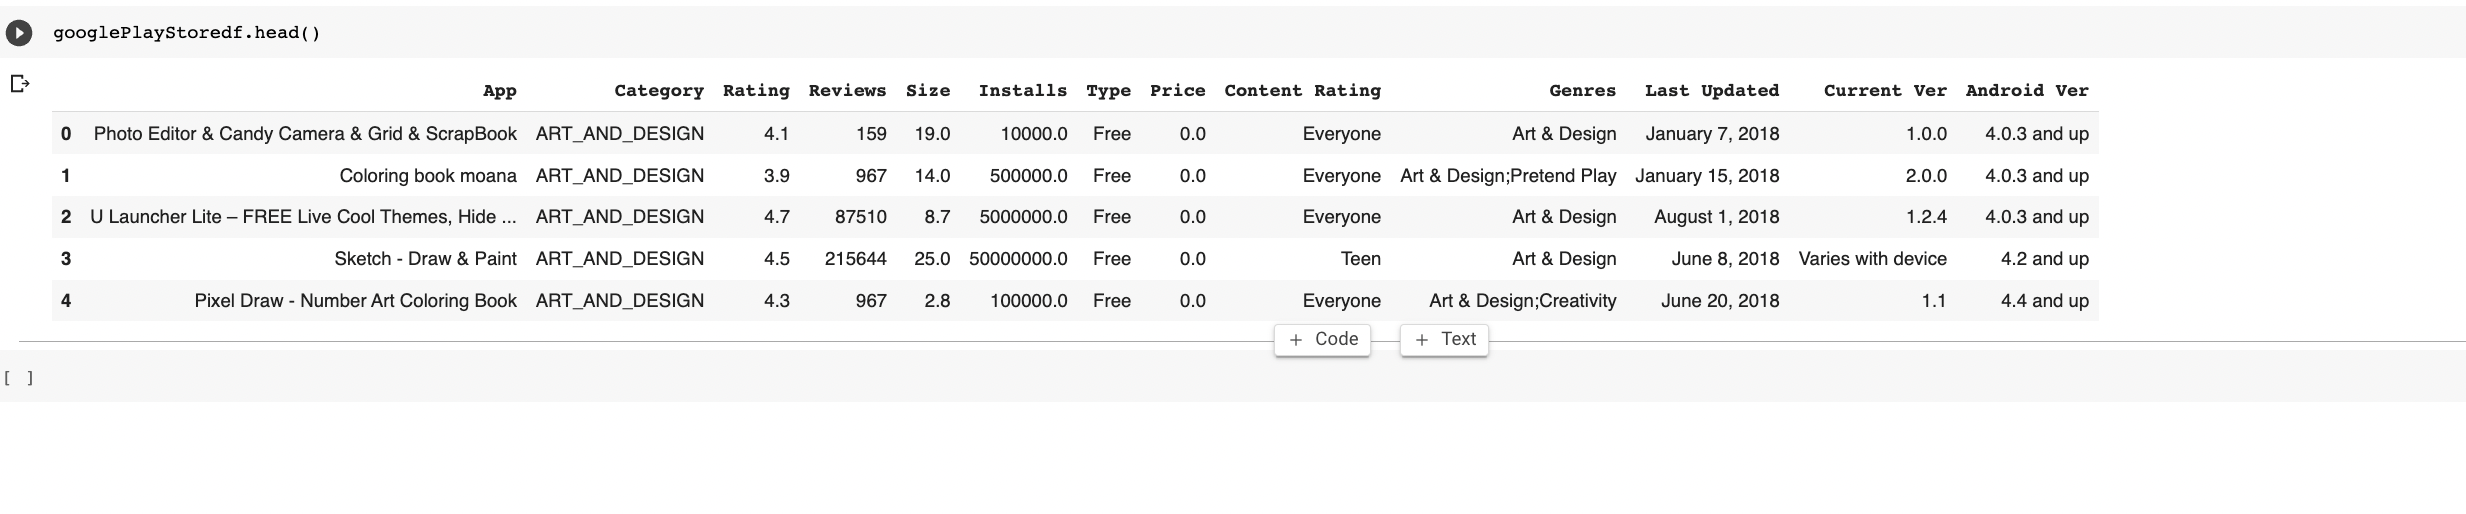 googlePlayStoredf.head()
App Category Rating Reviews Size Installs Type Price Content Rating Genres Last Updated Current Ver Android Ver
0 Photo Editor & Candy Camera & Grid & ScrapBook ART_AND_DESIGN 4.1 159 19.0 10000.0 Free 0.0 Everyone Art & Design January 7, 2018 1.0.0 4.0.3 and up
1 Coloring book moana ART_AND_DESIGN 3.9 967 14.0 500000.0 Free 0.0 Everyone Art & Design;Pretend Play January 15, 2018 2.0.0 4.0.3 and up
2 U Launcher Lite – FREE Live Cool Themes, Hide ... ART_AND_DESIGN 4.7 87510 8.7 5000000.0 Free 0.0 Everyone Art & Design August 1, 2018 1.2.4 4.0.3 and up
3 Sketch - Draw & Paint ART_AND_DESIGN 4.5 215644 25.0 50000000.0 Free 0.0 Teen Art & Design June 8, 2018 Varies with device 4.2 and up
4 Pixel Draw - Number Art Coloring Book ART_AND_DESIGN 4.3 967 2.8 100000.0 Free 0.0 Everyone Art & Design;Creativity June 20, 2018 1.1 4.4 and up
+ Code + Text
[ ]